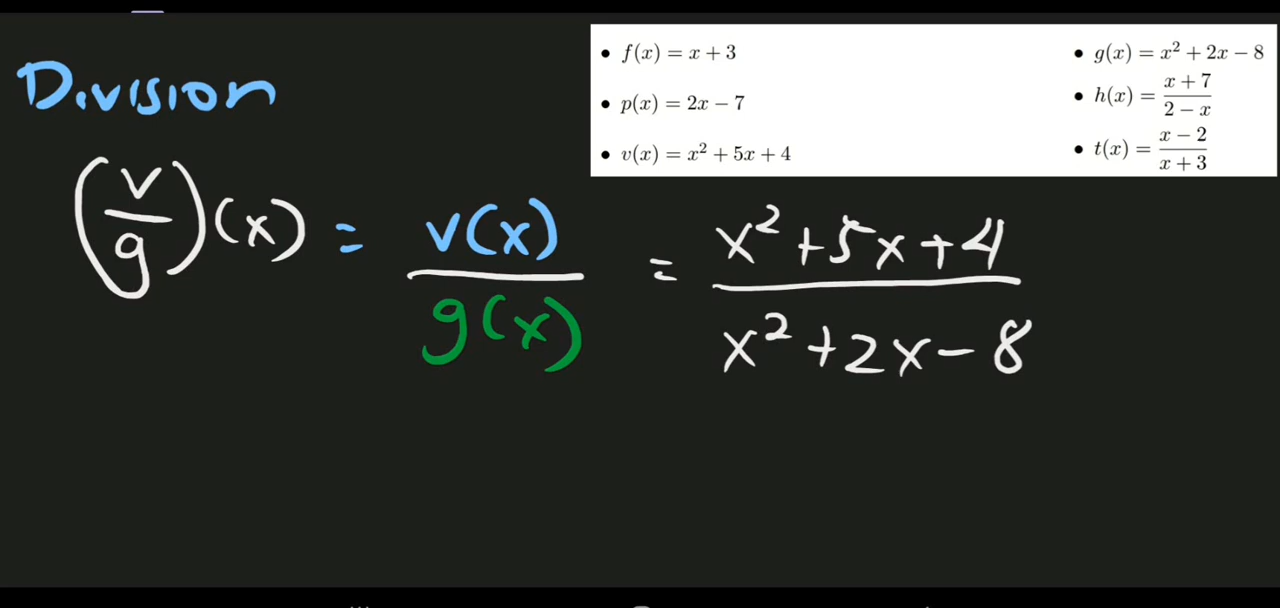 Division
• f(x) = x + 3
• p(x) = 2x − 7
• v(x) = x² + 5x + 4
• g(x) = x² + 2x − 8
• h(x) = (x + 7)/(2 − x)
• t(x) = (x − 2)/(x + 3)
(v/g)(x) = v(x)/g(x) = (x²+5x+4)/(x²+2x−8)